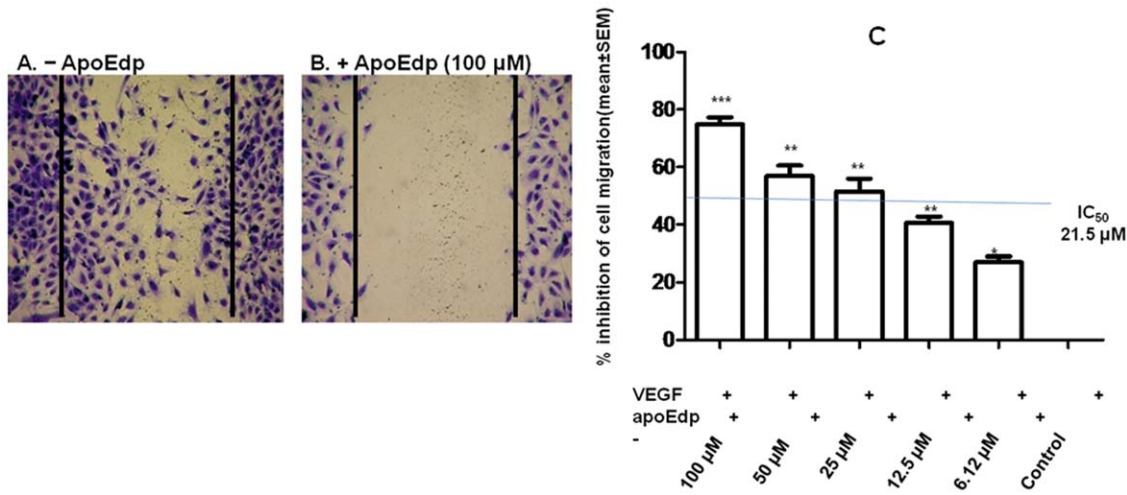 A. − ApoEdp
B. + ApoEdp (100 µM)
C
% inhibition of cell migration(mean±SEM)
100
80
60
40
20
0
***
**
**
**
*
IC50
21.5 µM
VEGF + + + + + +
apoEdp + + + + +
-
100 µM
50 µM
25 µM
12.5 µM
6.12 µM
Control